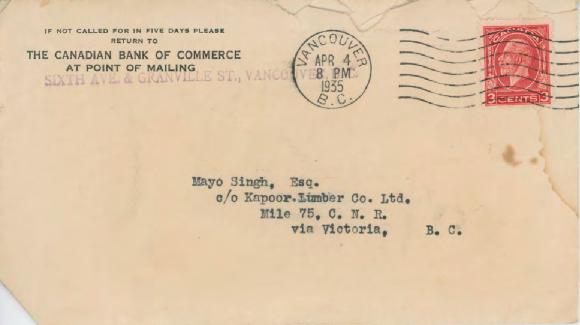 IF NOT CALLED FOR IN FIVE DAYS PLEASE
RETURN TO
THE CANADIAN BANK OF COMMERCE
AT POINT OF MAILING
SIXTH AVE. & GRANVILLE ST., VANCOUVER, B.C.
VANCOUVER
APR 4
8 PM
1935
B.C.
CANADA
3 CENTS 3
Mayo Singh, Esq.
c/o Kapoor Lumber Co. Ltd.
Mile 75, C. N. R.
via Victoria, B. C.